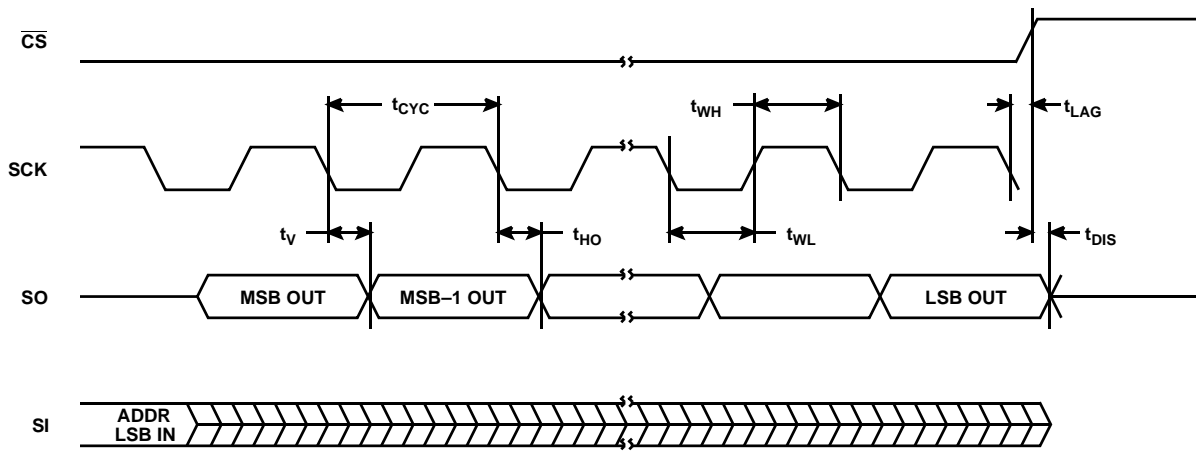 CS
tCYC
tWH
tLAG
SCK
tV
tHO
tWL
tDIS
SO
MSB OUT
MSB–1 OUT
LSB OUT
SI
ADDR
LSB IN